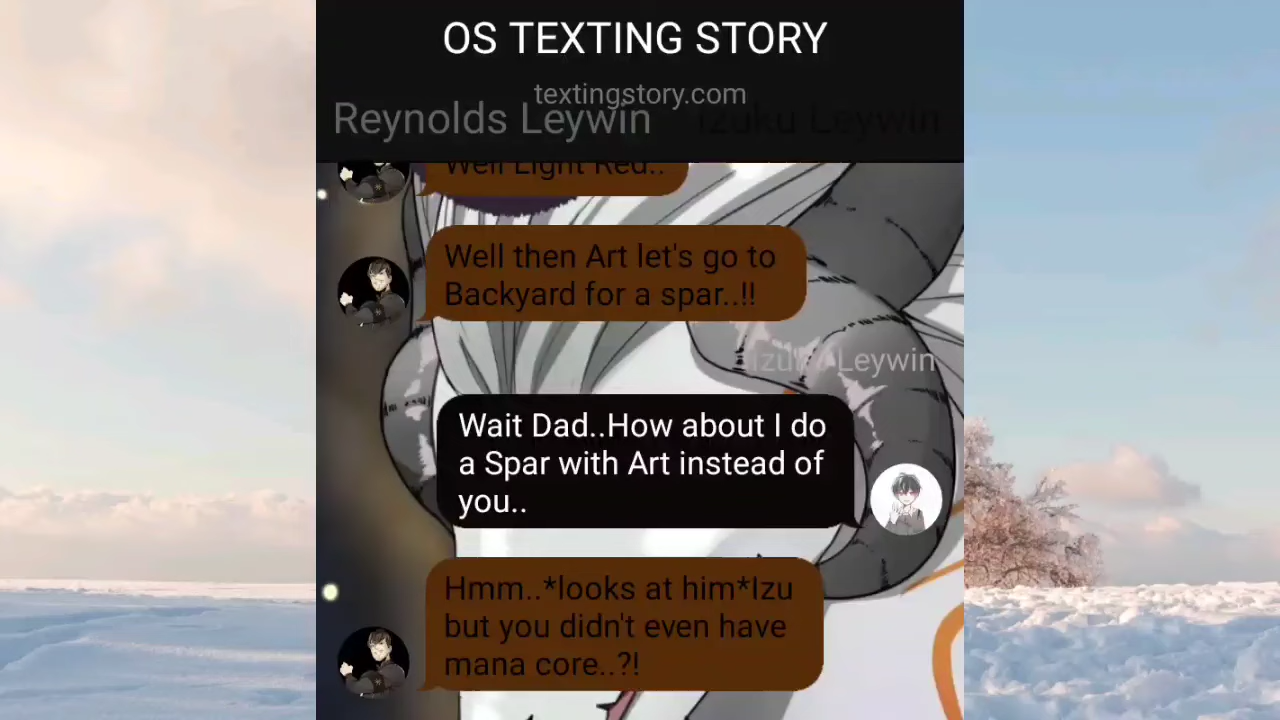 OS TEXTING STORY
textingstory.com
Reynolds Leywin Izuku Leywin
Well Light Red..
Well then Art let's go to
Backyard for a spar..!!
Izuku Leywin
Wait Dad..How about I do
a Spar with Art instead of
you..
Hmm..*looks at him*Izu
but you didn't even have
mana core..?!